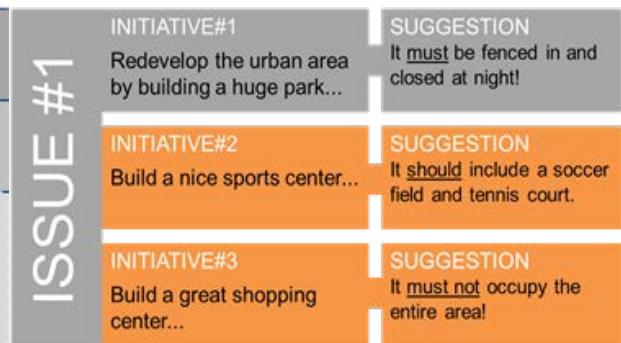 ISSUE #1
INITIATIVE#1
Redevelop the urban area
by building a huge park...
SUGGESTION
It must be fenced in and
closed at night!
INITIATIVE#2
Build a nice sports center...
SUGGESTION
It should include a soccer
field and tennis court.
INITIATIVE#3
Build a great shopping
center...
SUGGESTION
It must not occupy the
entire area!